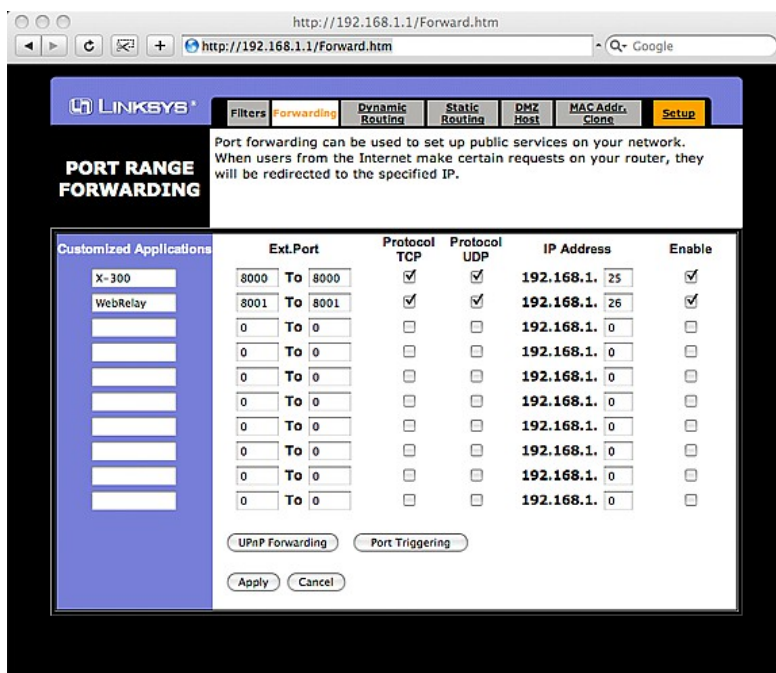 http://192.168.1.1/Forward.htm
http://192.168.1.1/Forward.htm
Google
LINKSYS®
Filters Forwarding Dynamic Routing Static Routing DMZ Host MAC Addr. Clone Setup
PORT RANGE FORWARDING
Port forwarding can be used to set up public services on your network.
When users from the Internet make certain requests on your router, they
will be redirected to the specified IP.
Customized Applications Ext.Port Protocol TCP Protocol UDP IP Address Enable
X-300 8000 To 8000 192.168.1. 25
WebRelay 8001 To 8001 192.168.1. 26
0 To 0 192.168.1. 0
0 To 0 192.168.1. 0
0 To 0 192.168.1. 0
0 To 0 192.168.1. 0
0 To 0 192.168.1. 0
0 To 0 192.168.1. 0
0 To 0 192.168.1. 0
0 To 0 192.168.1. 0
UPnP Forwarding Port Triggering
Apply Cancel